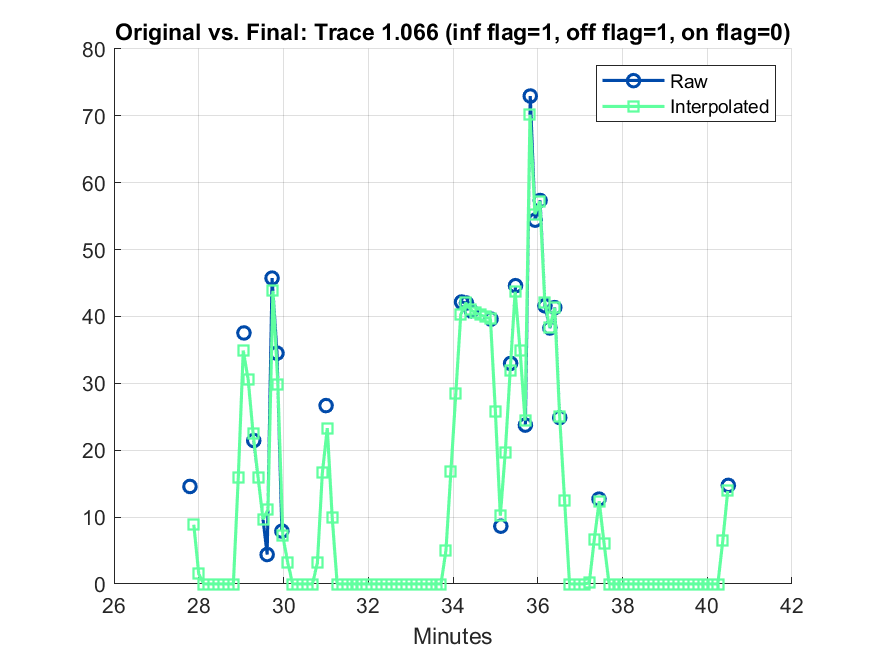 Original vs. Final: Trace 1.066 (inf flag=1, off flag=1, on flag=0)
80
70
60
50
40
30
20
10
0
Raw
Interpolated
26 28 30 32 34 36 38 40 42
Minutes